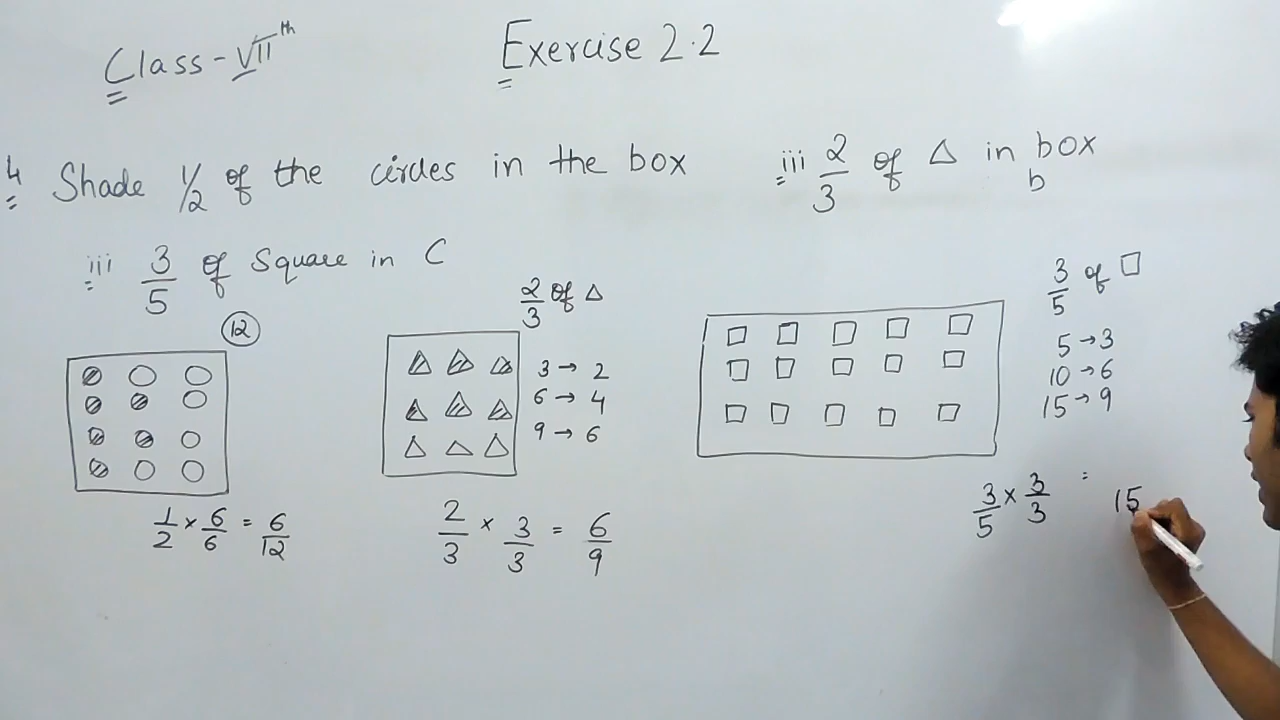 Class - VIIth
Exercise 2.2
4 Shade 1/2 of the circles in the box
iii 2/3 of △ in box
b
iii 3/5 of Square in C
12
2/3 of △
3 → 2
6 → 4
9 → 6
3/5 of □
5 → 3
10 → 6
15 → 9
1/2 × 6/6 = 6/12
2/3 × 3/3 = 6/9
3/5 × 3/3 = 15